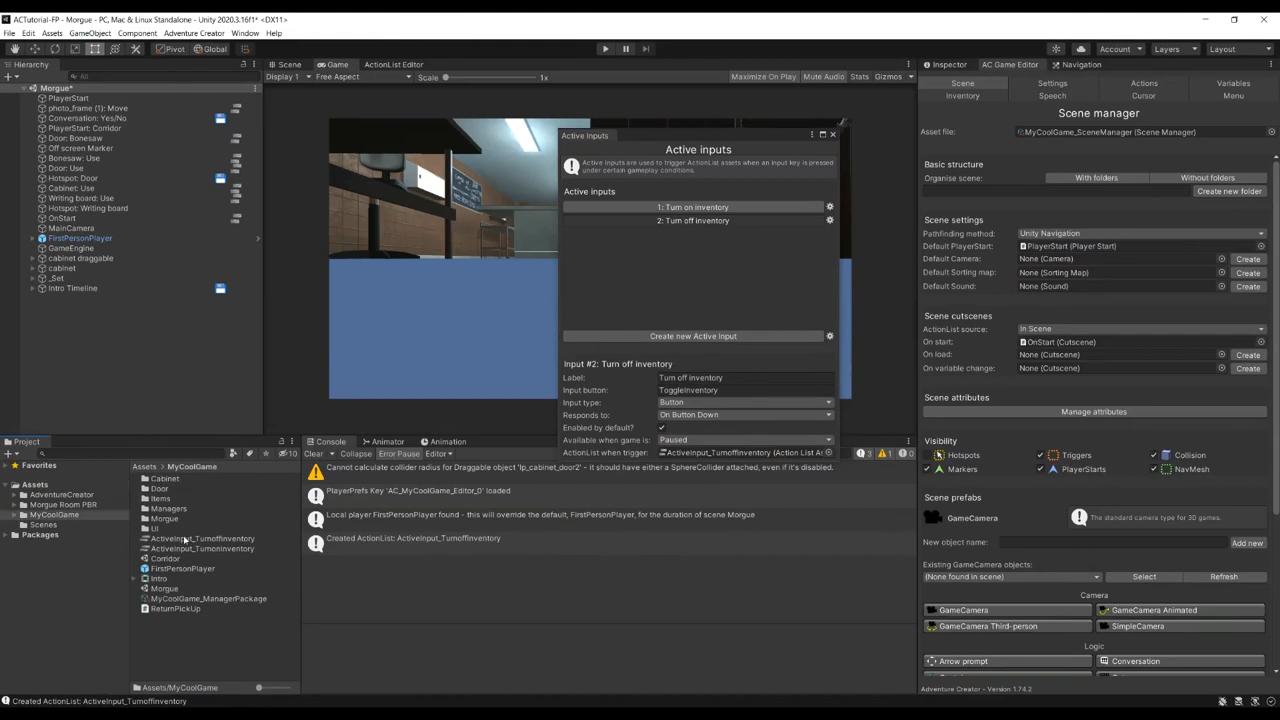 ACTutorial-FP - Morgue - PC, Mac & Linux Standalone - Unity 2020.3.16f1* <DX11>
File Edit Assets GameObject Component Adventure Creator Window Help
Pivot Global Account Layers Layout
Hierarchy
All
Morgue*
PlayerStart
photo_frame (1): Move
Conversation: Yes/No
PlayerStart: Corridor
Door: Bonesaw
Off screen Marker
Bonesaw: Use
Door: Use
Hotspot: Door
Cabinet: Use
Writing board: Use
Hotspot: Writing board
OnStart
MainCamera
FirstPersonPlayer
GameEngine
cabinet draggable
cabinet
_Set
Intro Timeline
Scene Game ActionList Editor
Display 1 Free Aspect Scale 1x Maximize On Play Mute Audio Stats Gizmos
Active Inputs
Active inputs
Active Inputs are used to trigger ActionList assets when an input key is pressed
under certain gameplay conditions.
Active inputs
1: Turn on inventory
2: Turn off inventory
Create new Active Input
Input #2: Turn off inventory
Label: Turn off inventory
Input button: ToggleInventory
Input type: Button
Responds to: On Button Down
Enabled by default?
Available when game is: Paused
ActionList when trigger: ActiveInput_Turnoffinventory (Action List As
Project
10
Favorites
Assets
AdventureCreator
Morgue Room PBR
MyCoolGame
Scenes
Packages
Assets > MyCoolGame
Cabinet
Door
Items
Managers
Morgue
UI
ActiveInput_Turnoffinventory
ActiveInput_Turnoninventory
Corridor
FirstPersonPlayer
Intro
Morgue
MyCoolGame_ManagerPackage
ReturnPickUp
Assets/MyCoolGame
Console Animator Animation
Clear Collapse Error Pause Editor 3 1 0
Cannot calculate collider radius for Draggable object 'lp_cabinet_door2' - it should have either a SphereCollider attached, even if it's disabled.
PlayerPrefs Key 'AC_MyCoolGame_Editor_0' loaded
Local player FirstPersonPlayer found - this will override the default, FirstPersonPlayer, for the duration of scene Morgue
Created ActionList: ActiveInput_Turnoffinventory
Inspector AC Game Editor Navigation
Scene Settings Actions Variables
Inventory Speech Cursor Menu
Scene manager
Asset file: MyCoolGame_SceneManager (Scene Manager)
Basic structure
Organise scene: With folders Without folders
Create new folder
Scene settings
Pathfinding method: Unity Navigation
Default PlayerStart: PlayerStart (Player Start)
Default Camera: None (Camera) Create
Default Sorting map: None (Sorting Map) Create
Default Sound: None (Sound) Create
Scene cutscenes
ActionList source: In Scene
On start: OnStart (Cutscene)
On load: None (Cutscene) Create
On variable change: None (Cutscene) Create
Scene attributes
Manage attributes
Visibility
Hotspots Triggers Collision
Markers PlayerStarts NavMesh
Scene prefabs
GameCamera The standard camera type for 3D games.
New object name: Add new
Existing GameCamera objects:
(None found in scene) Select Refresh
Camera
GameCamera GameCamera Animated
GameCamera Third-person SimpleCamera
Logic
Arrow prompt Conversation
Adventure Creator - Version 1.74.2
Created ActionList: ActiveInput_Turnoffinventory